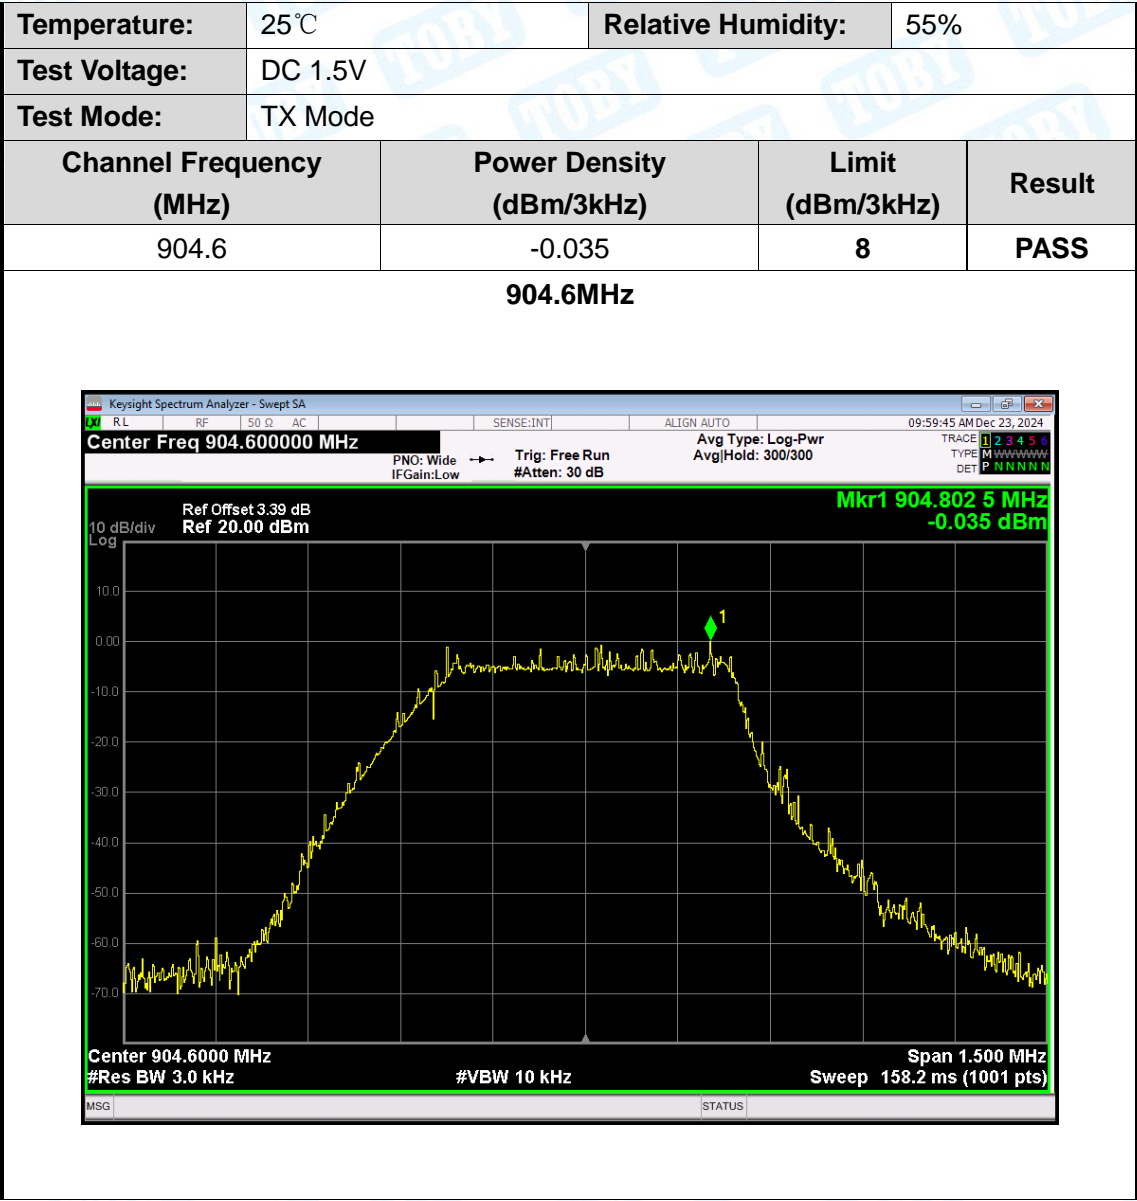 Temperature: 25℃ Relative Humidity: 55%
Test Voltage: DC 1.5V
Test Mode: TX Mode
Channel Frequency (MHz) Power Density (dBm/3kHz) Limit (dBm/3kHz) Result
904.6 -0.035 8 PASS
904.6MHz
Keysight Spectrum Analyzer - Swept SA
LXI RL RF 50 Ω AC SENSE:INT ALIGN AUTO 09:59:45 AM Dec 23, 2024
Center Freq 904.600000 MHz
PNO: Wide
IFGain:Low
Trig: Free Run
#Atten: 30 dB
Avg Type: Log-Pwr
Avg|Hold: 300/300
TRACE 1 2 3 4 5 6
TYPE M WWWWW
DET P N N N N N
Mkr1 904.802 5 MHz
-0.035 dBm
Ref Offset 3.39 dB
10 dB/div Ref 20.00 dBm
Log
1
10.0
0.00
-10.0
-20.0
-30.0
-40.0
-50.0
-60.0
-70.0
Center 904.6000 MHz Span 1.500 MHz
#Res BW 3.0 kHz #VBW 10 kHz Sweep 158.2 ms (1001 pts)
MSG STATUS
TOBY
TOBY
TOBY
TOBY
TOBY